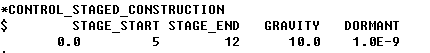 *CONTROL_STAGED_CONSTRUCTION
$        STAGE_START STAGE_END   GRAVITY   DORMANT
       0.0         5        12      10.0    1.0E-9
.